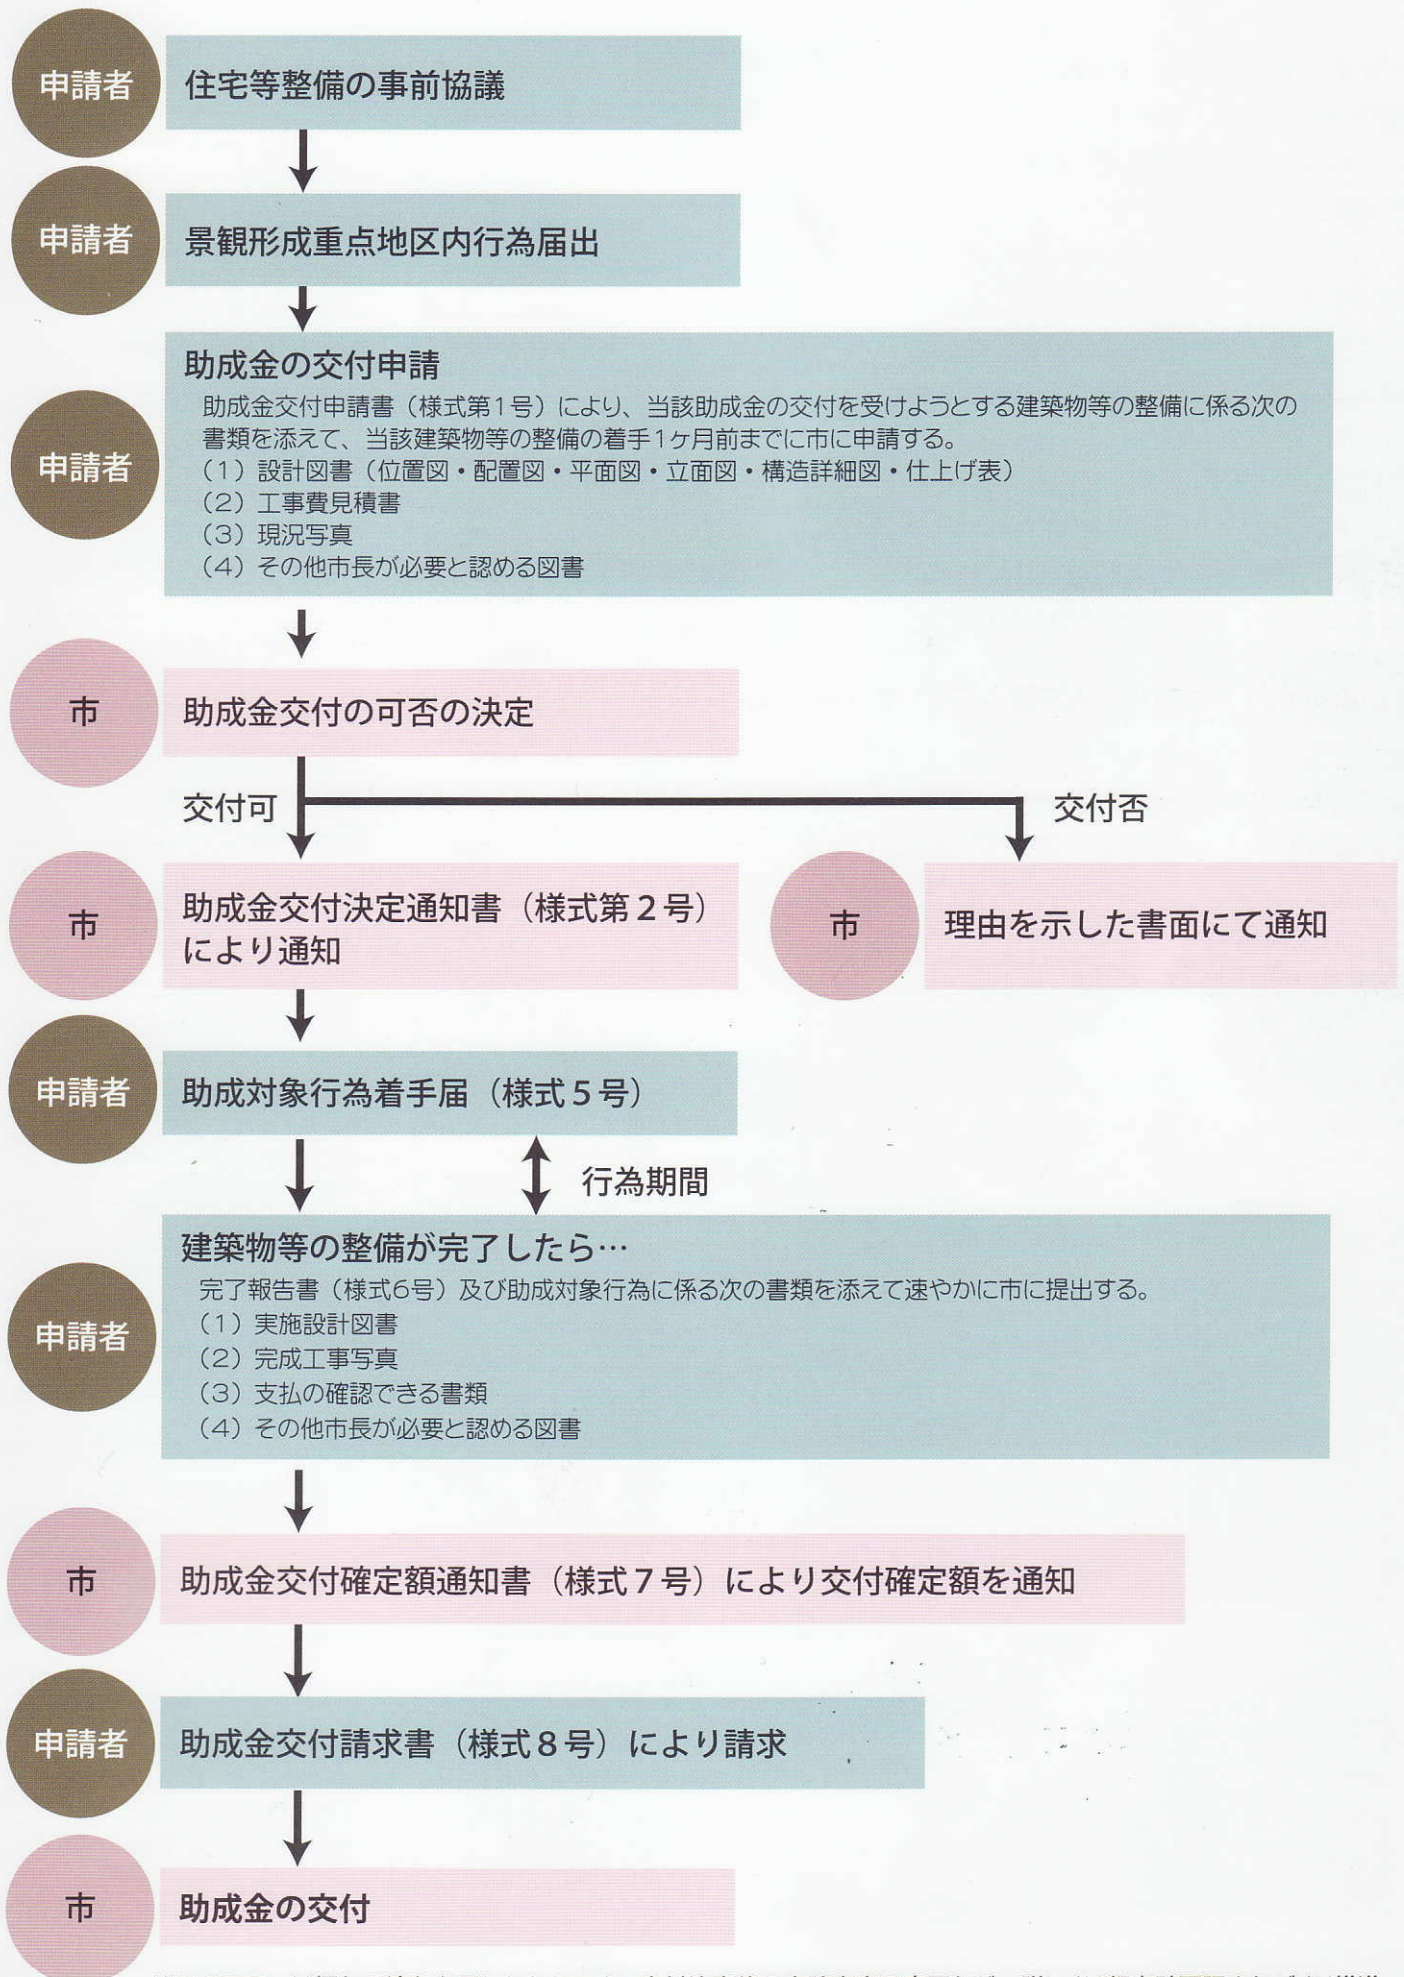 申請者
住宅等整備の事前協議
申請者
景観形成重点地区内行為届出
申請者
助成金の交付申請
助成金交付申請書（様式第1号）により、当該助成金の交付を受けようとする建築物等の整備に係る次の
書類を添えて、当該建築物等の整備の着手1ヶ月前までに市に申請する。
（1）設計図書（位置図・配置図・平面図・立面図・構造詳細図・仕上げ表）
（2）工事費見積書
（3）現況写真
（4）その他市長が必要と認める図書
市
助成金交付の可否の決定
交付可
交付否
市
助成金交付決定通知書（様式第２号）
により通知
市
理由を示した書面にて通知
申請者
助成対象行為着手届（様式５号）
行為期間
申請者
建築物等の整備が完了したら…
完了報告書（様式6号）及び助成対象行為に係る次の書類を添えて速やかに市に提出する。
（1）実施設計図書
（2）完成工事写真
（3）支払の確認できる書類
（4）その他市長が必要と認める図書
市
助成金交付確定額通知書（様式７号）により交付確定額を通知
申請者
助成金交付請求書（様式８号）により請求
市
助成金の交付